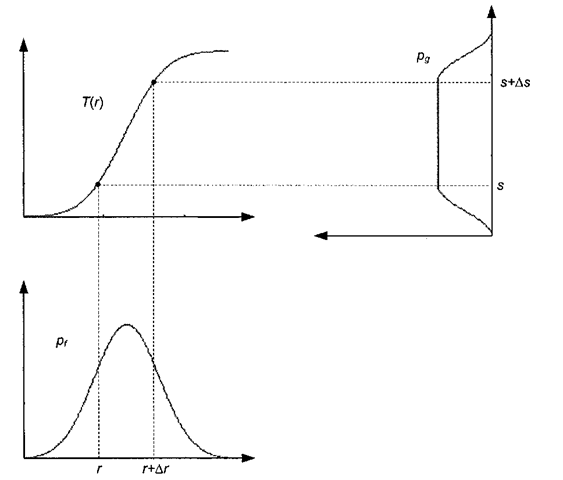 T(r)
p_g
s+Δs
s
p_f
r
r+Δr